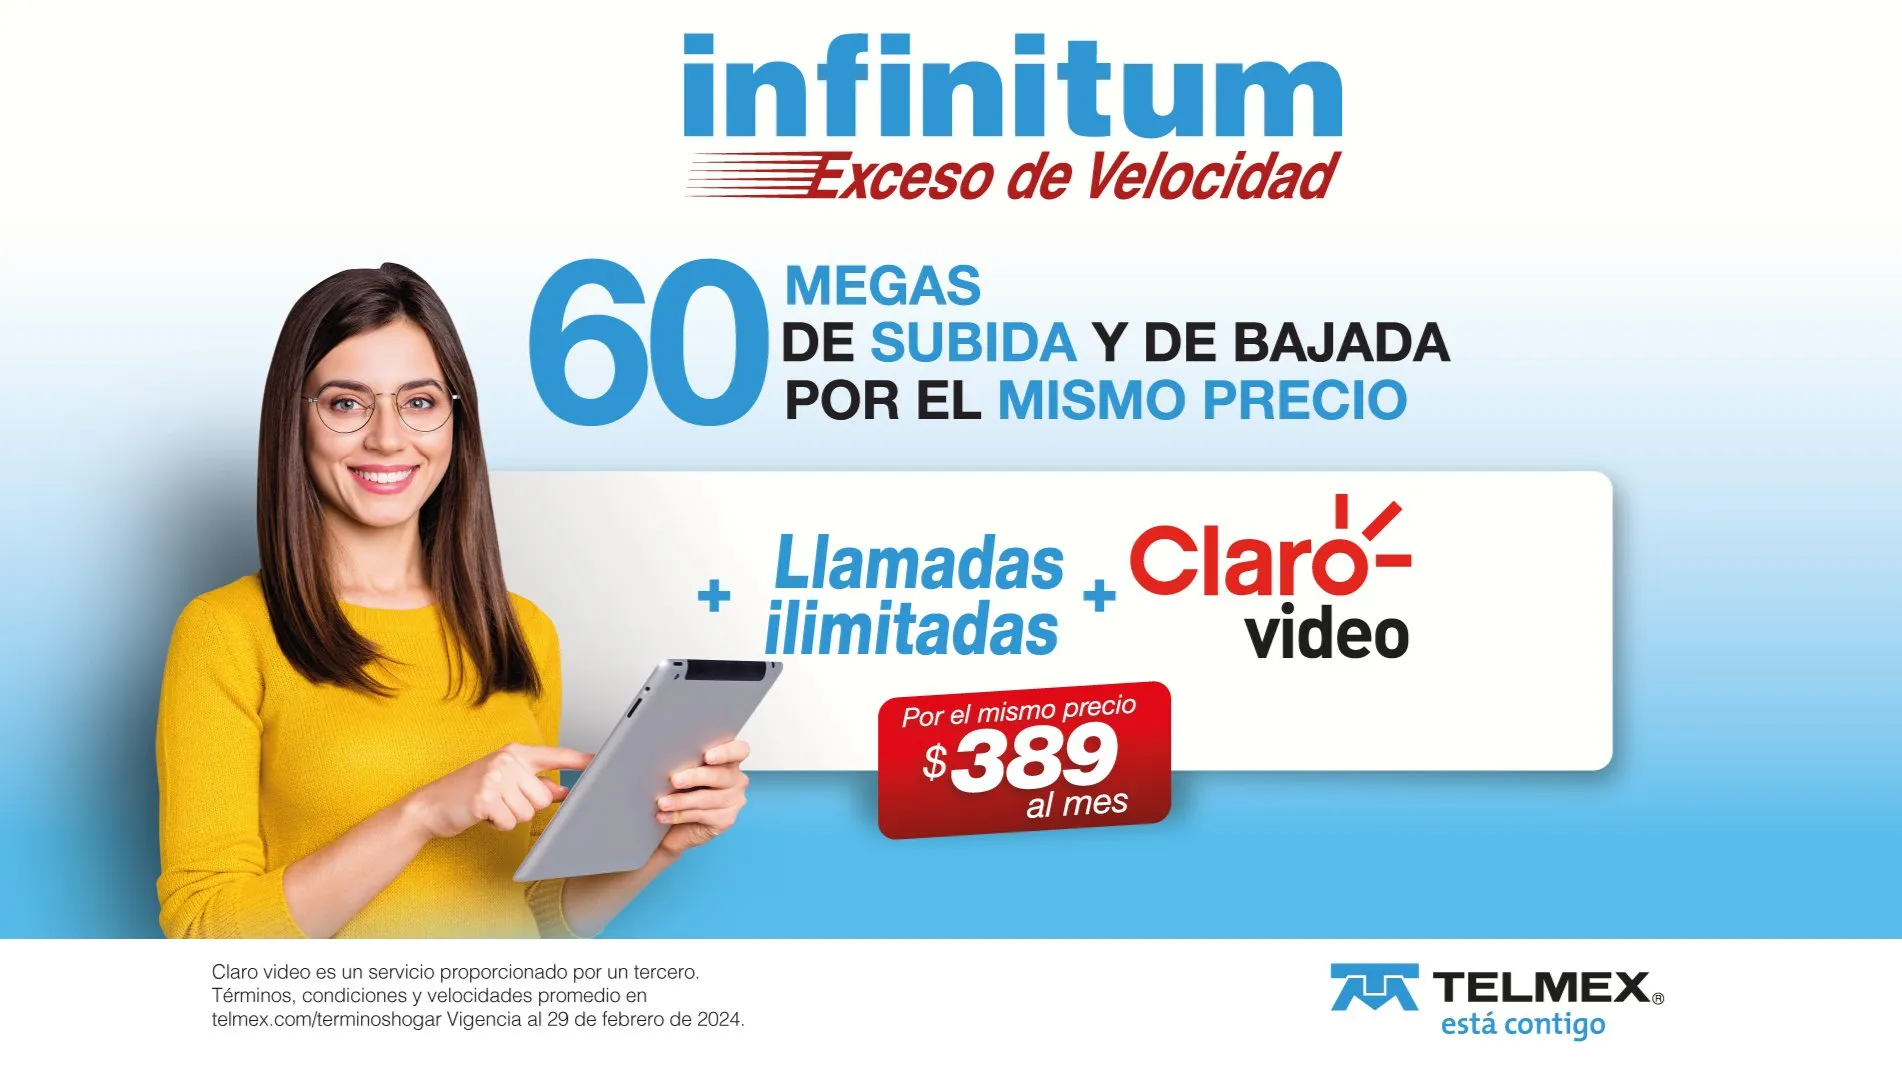 infinitum
Exceso de Velocidad
60 MEGAS
DE SUBIDA Y DE BAJADA
POR EL MISMO PRECIO
+ Llamadas ilimitadas + Claro video
Por el mismo precio
$389
al mes
Claro video es un servicio proporcionado por un tercero.
Términos, condiciones y velocidades promedio en
telmex.com/terminoshogar Vigencia al 29 de febrero de 2024.
TELMEX®
está contigo